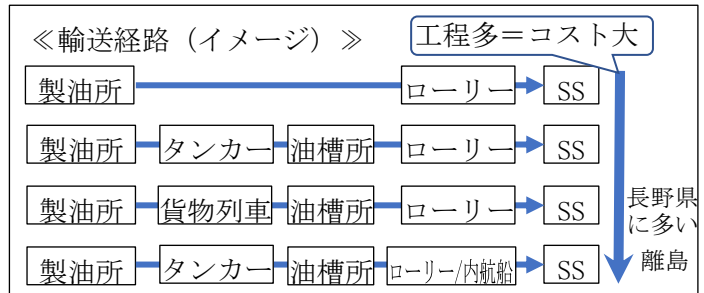 ≪輸送経路（イメージ）≫
工程多＝コスト大
製油所 ローリー SS
製油所 タンカー 油槽所 ローリー SS
製油所 貨物列車 油槽所 ローリー SS
長野県
に多い
製油所 タンカー 油槽所 ローリー/内航船 SS
離島